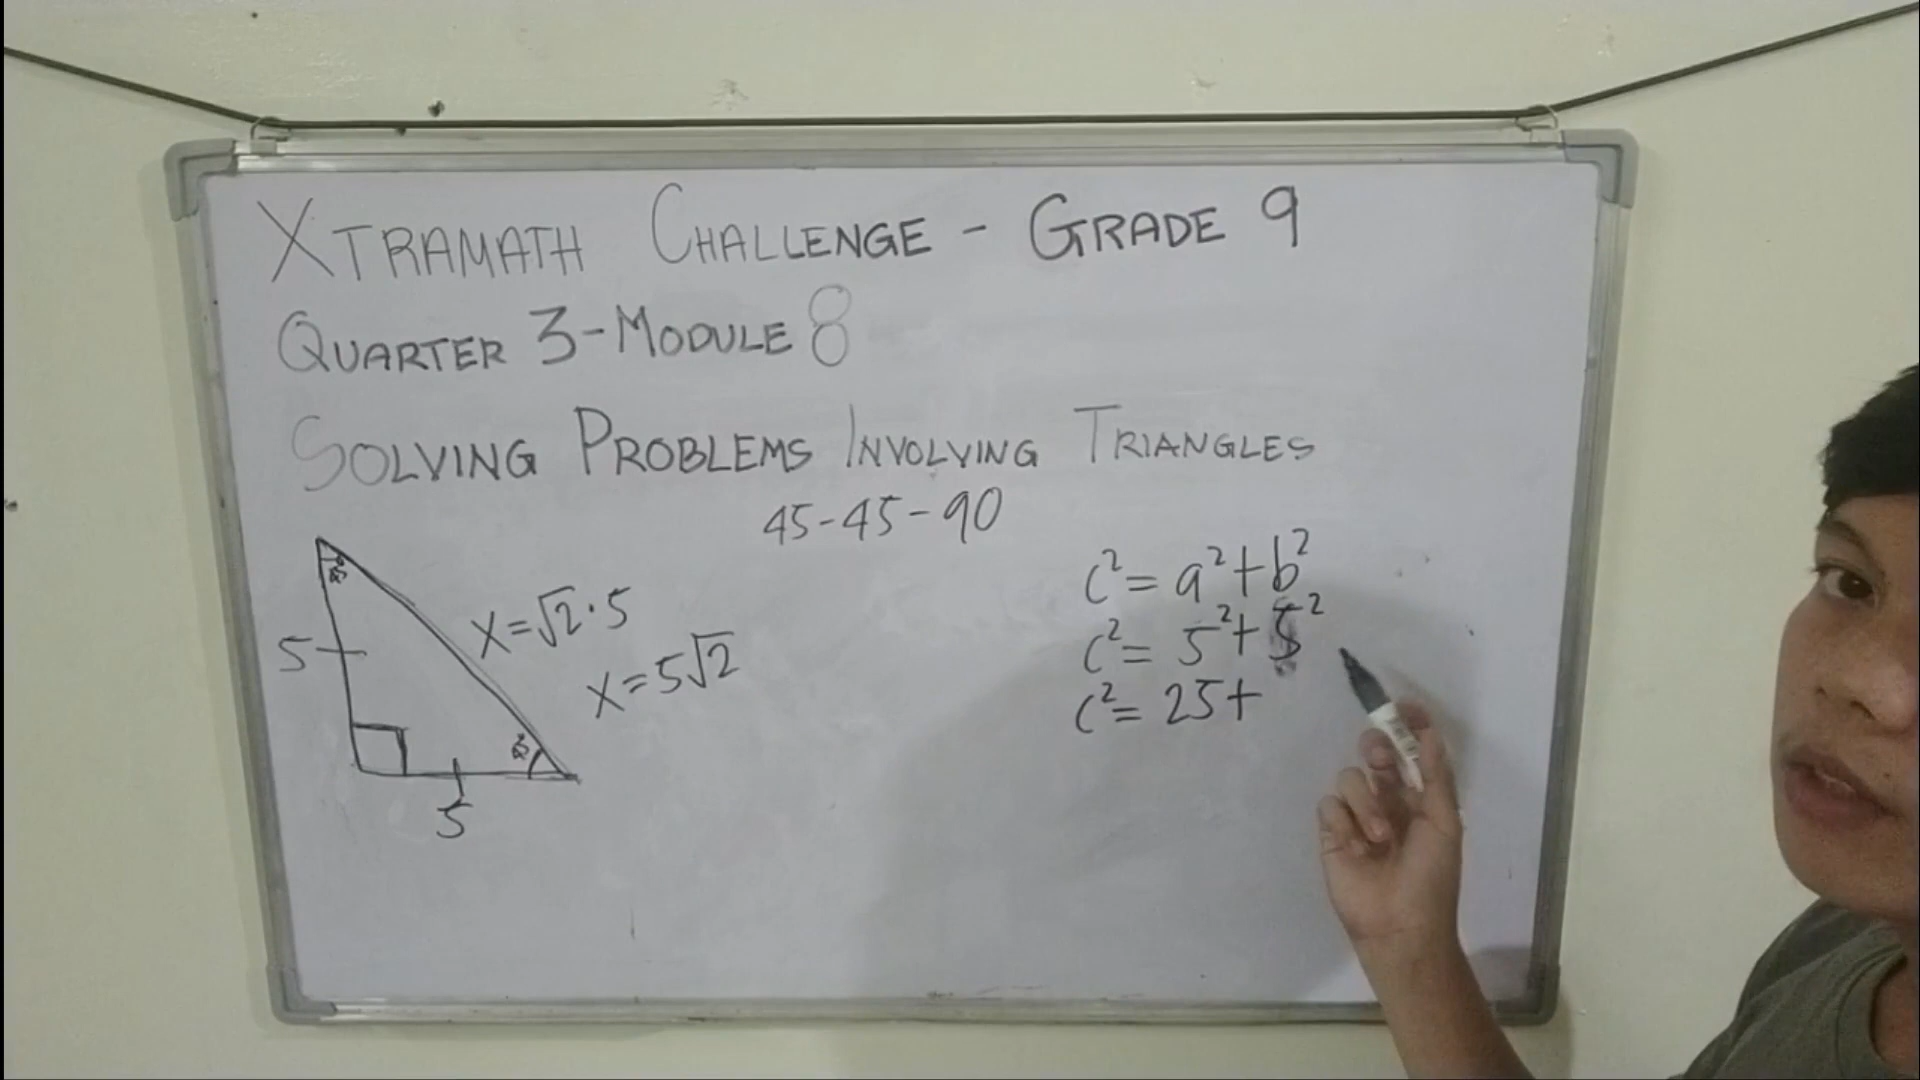 XTRAMATH CHALLENGE - GRADE 9
QUARTER 3 - MODULE 8
SOLVING PROBLEMS INVOLVING TRIANGLES
45-45-90
5
5
x = √2 · 5
x = 5√2
c² = a² + b²
c² = 5² + 5²
c² = 25 +